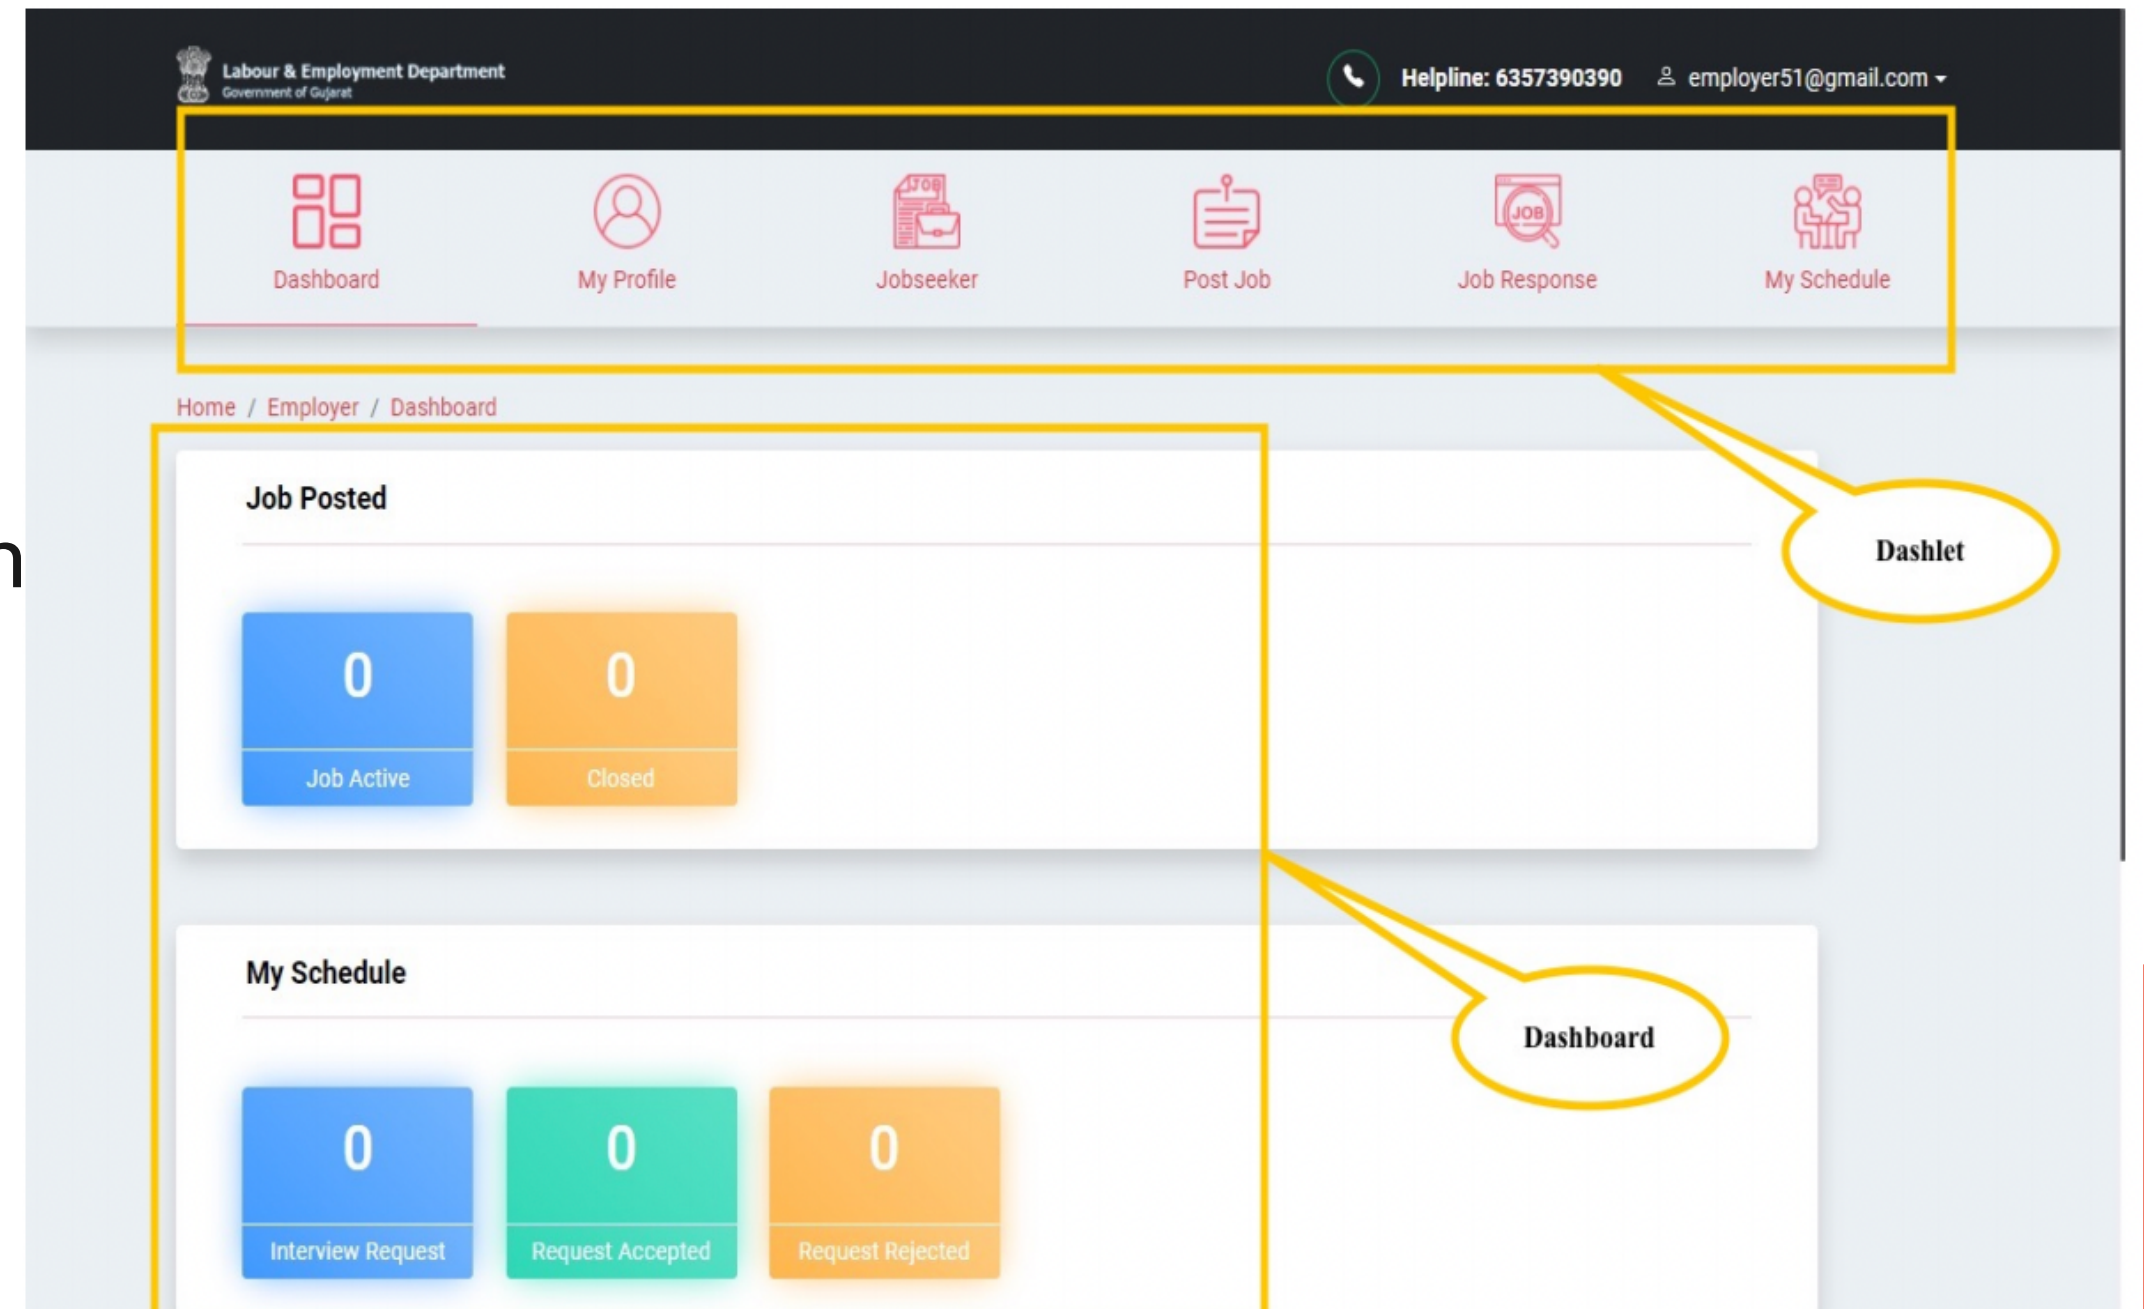 Labour & Employment Department
Government of Gujarat
Helpline: 6357390390
employer51@gmail.com
Dashboard
My Profile
JOB
Jobseeker
Post Job
JOB
Job Response
My Schedule
Home / Employer / Dashboard
Job Posted
Dashlet
n
0
0
Job Active
Closed
My Schedule
Dashboard
0
0
0
Interview Request
Request Accepted
Request Rejected